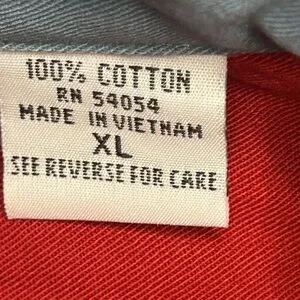 100% COTTON
RN 54054
MADE IN VIETNAM
XL
SEE REVERSE FOR CARE